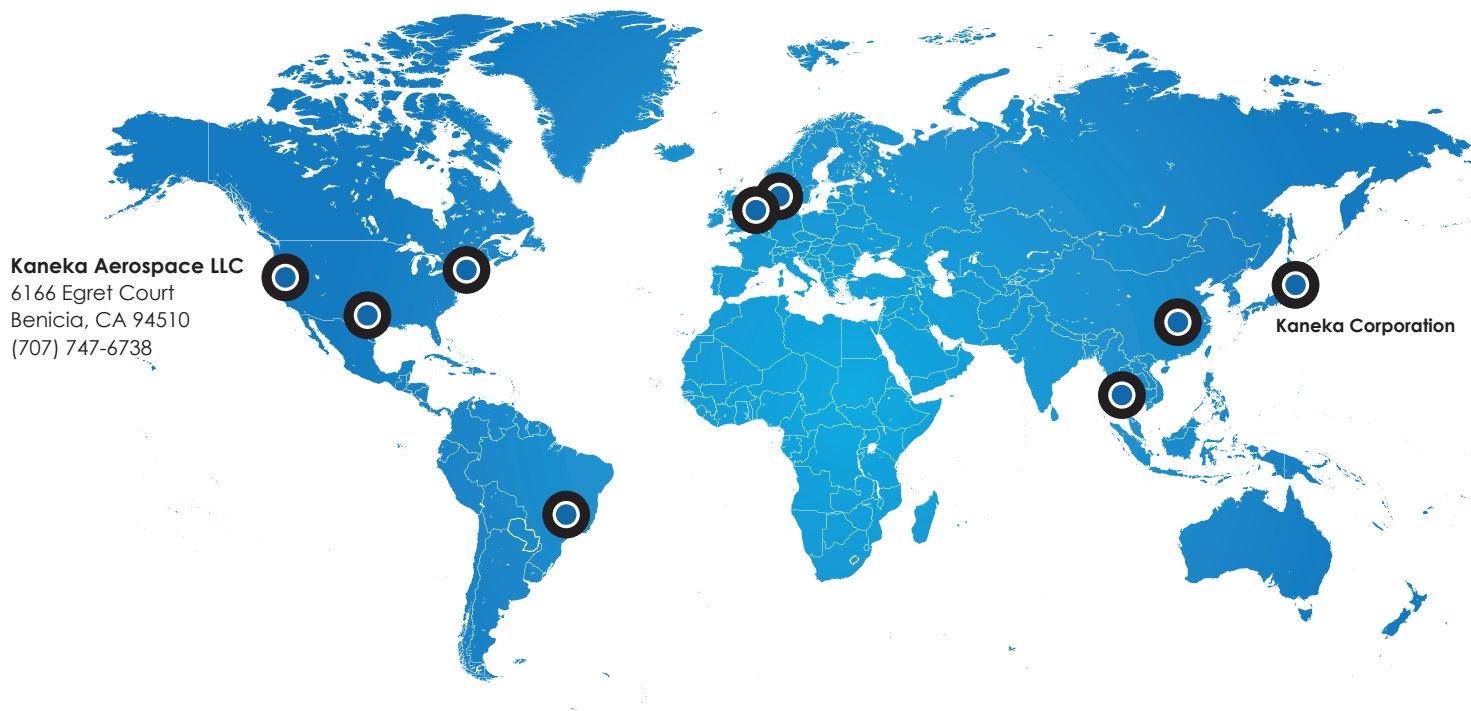 Kaneka Aerospace LLC
6166 Egret Court
Benicia, CA 94510
(707) 747-6738
Kaneka Corporation